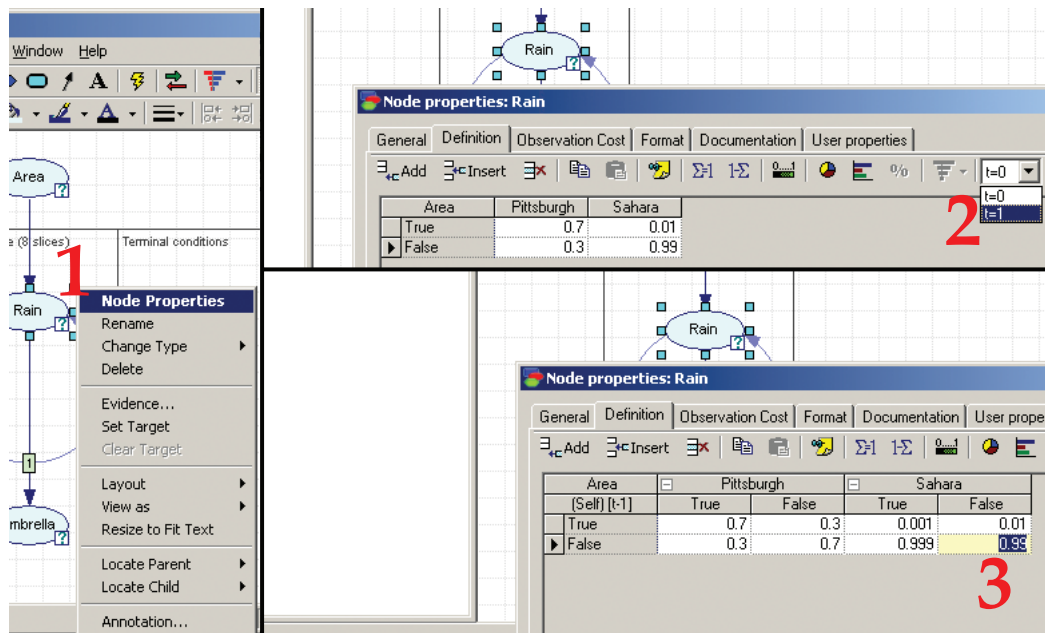 Window Help
A
Area
e (8 slices) Terminal conditions
1
Rain
?
Node Properties
Rename
Change Type
Delete
Evidence...
Set Target
Clear Target
Layout
View as
Resize to Fit Text
Locate Parent
Locate Child
Annotation...
1
mbrella
?
Rain
?
Node properties: Rain
General Definition Observation Cost Format Documentation User properties
Add Insert Σ=1 1-Σ % t=0
t=0
t=1
Area Pittsburgh Sahara
True 0.7 0.01
False 0.3 0.99
2
Rain
?
Node properties: Rain
General Definition Observation Cost Format Documentation User prope
Add Insert Σ=1 1-Σ
Area Pittsburgh Sahara
(Self) [t-1] True False True False
True 0.7 0.3 0.001 0.01
False 0.3 0.7 0.999 0.99
3